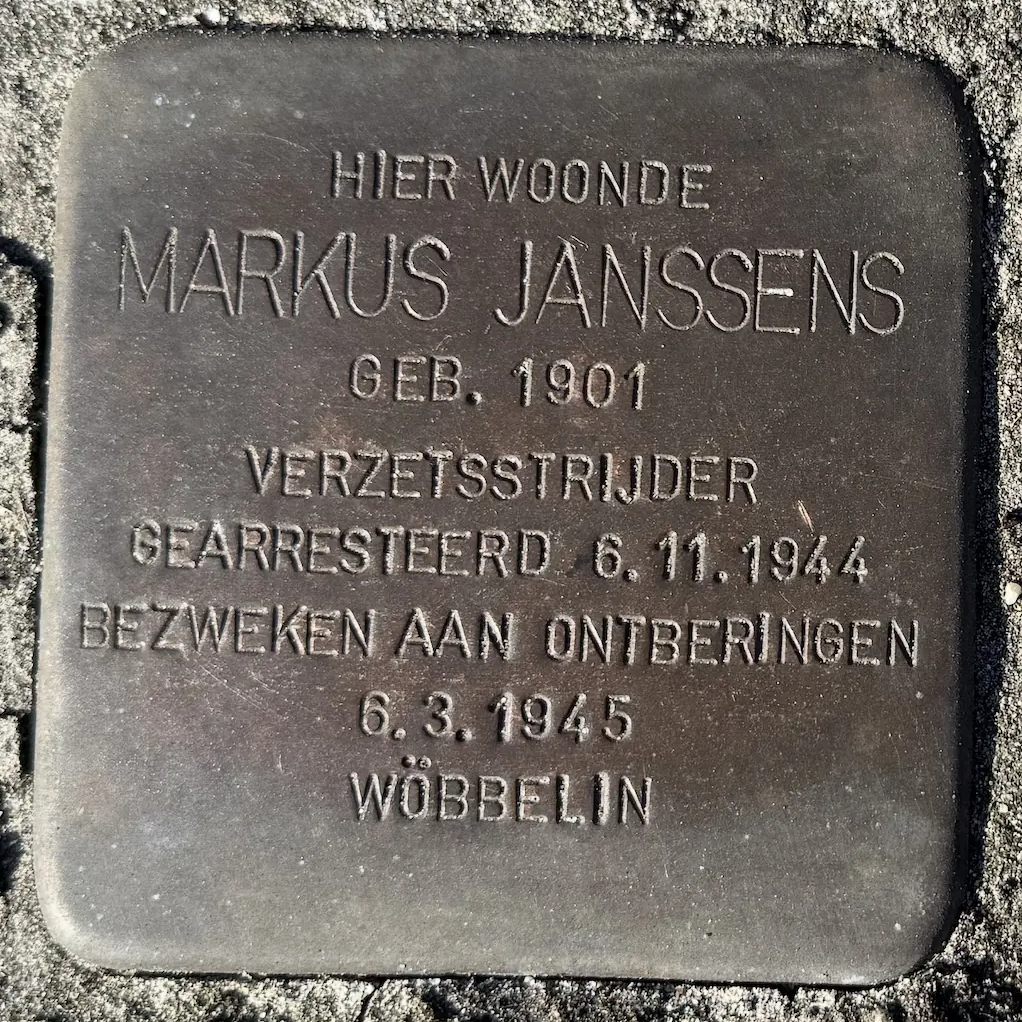 HIER WOONDE
MARKUS JANSSENS
GEB. 1901
VERZETSSTRIJDER
GEARRESTEERD 6.11.1944
BEZWEKEN AAN ONTBERINGEN
6.3.1945
WÖBBELIN